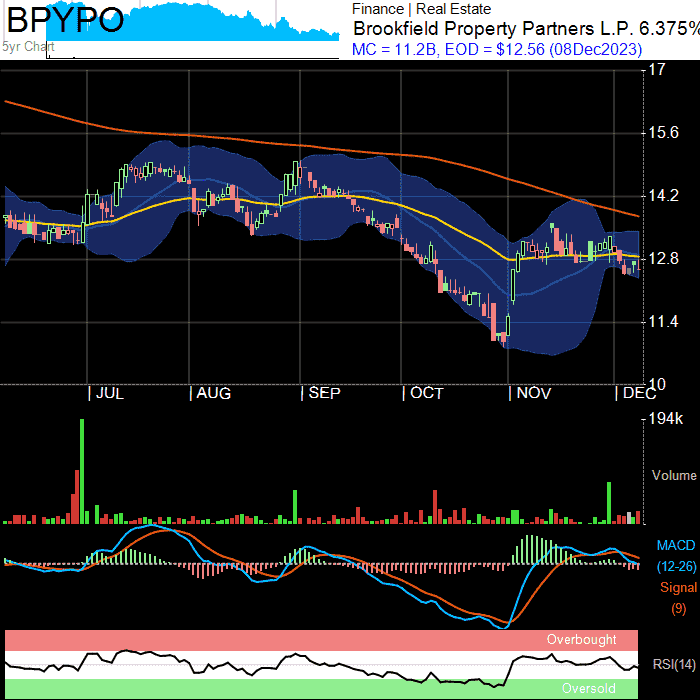 BPYPO
5yr Chart
Finance | Real Estate
Brookfield Property Partners L.P. 6.375%
MC = 11.2B, EOD = $12.56 (08Dec2023)
17
15.6
14.2
12.8
11.4
10
JUL AUG SEP OCT NOV DEC
194k
Volume
MACD
(12-26)
Signal
(9)
Overbought
RSI(14)
Oversold